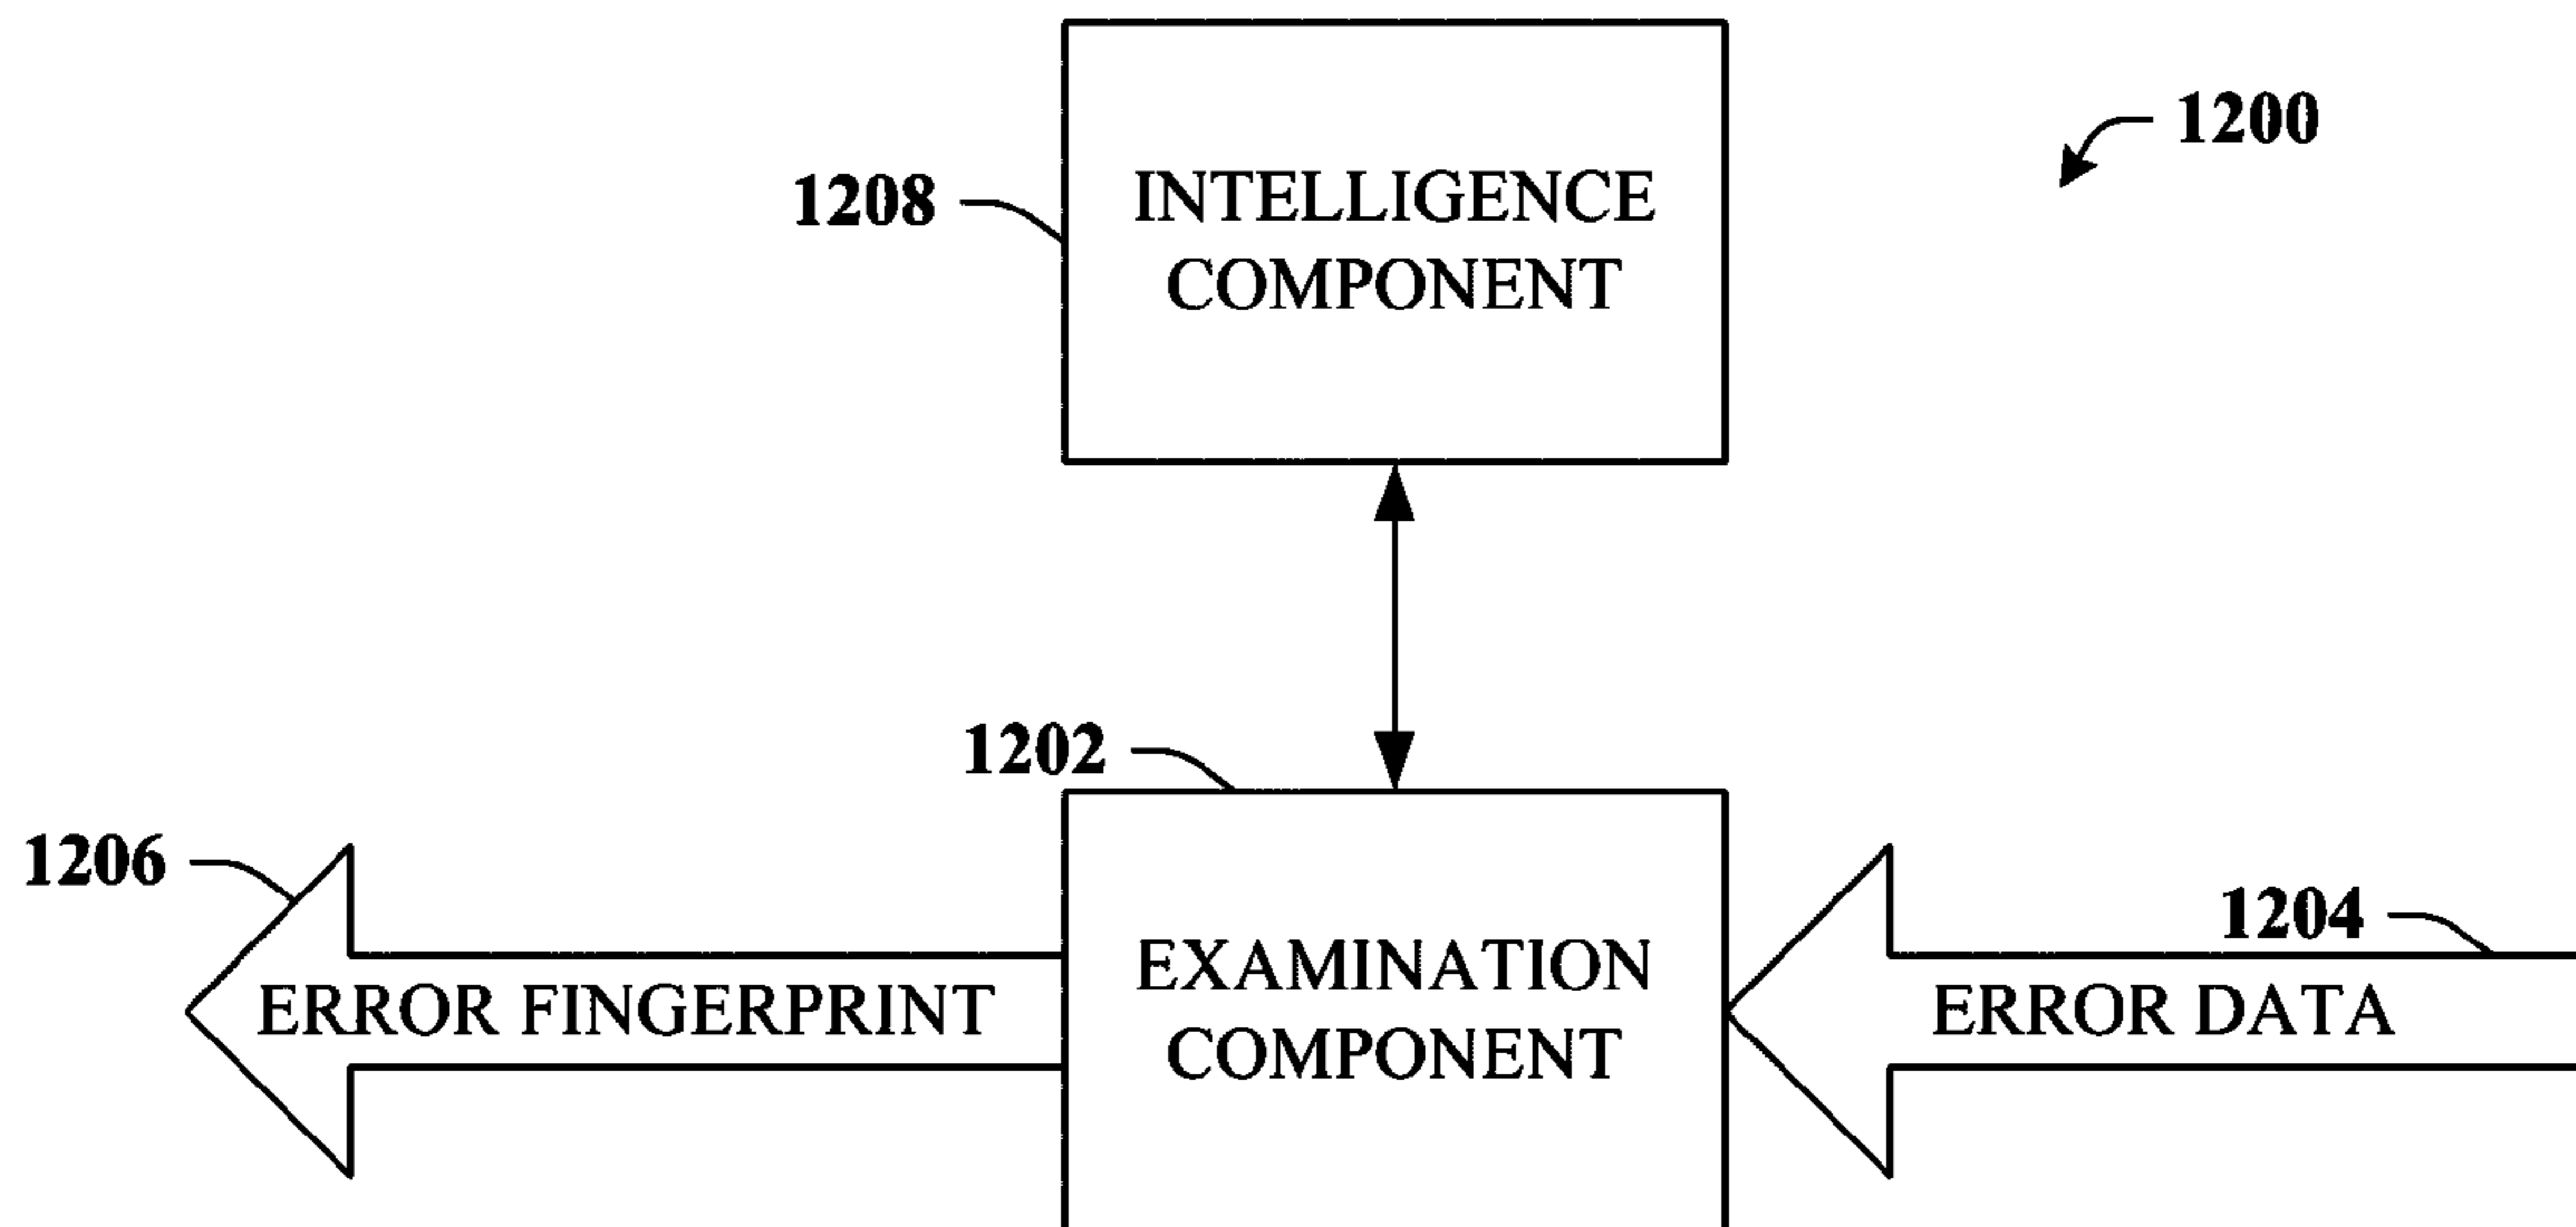 1200
1208
INTELLIGENCE
COMPONENT
1202
1206
1204
ERROR FINGERPRINT
EXAMINATION
COMPONENT
ERROR DATA